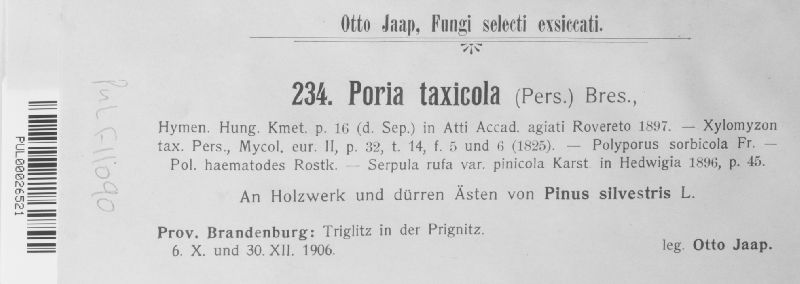 Otto Jaap, Fungi selecti exsiccati.
234. Poria taxicola (Pers.) Bres.,
Hymen. Hung. Kmet. p. 16 (d. Sep.) in Atti Accad. agiati Rovereto 1897. — Xylomyzon
tax. Pers., Mycol. eur. II, p. 32, t. 14, f. 5 und 6 (1825). — Polyporus sorbicola Fr. —
Pol. haematodes Rostk. — Serpula rufa var. pinicola Karst. in Hedwigia 1896, p. 45.
An Holzwerk und dürren Ästen von Pinus silvestris L.
Prov. Brandenburg: Triglitz in der Prignitz.
6. X. und 30. XII. 1906.
leg. Otto Jaap.
PUL00026521
PUL F11090